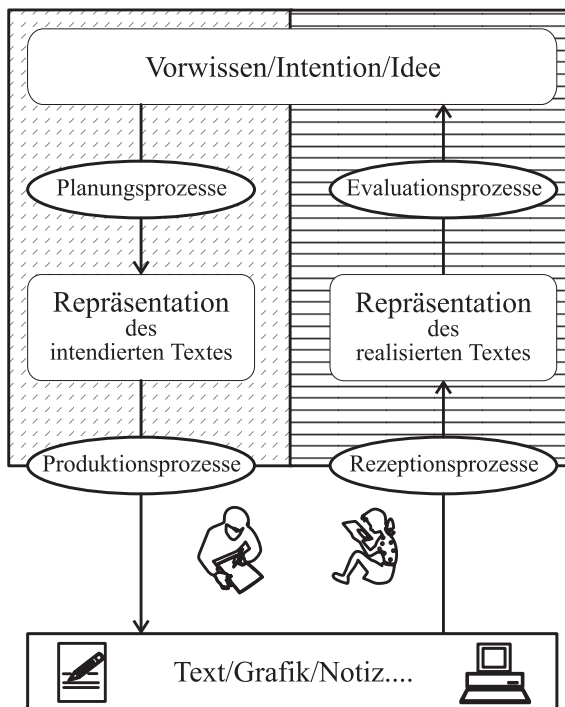 Vorwissen/Intention/Idee
Planungsprozesse
Evaluationsprozesse
Repräsentation
des
intendierten Textes
Repräsentation
des
realisierten Textes
Produktionsprozesse
Rezeptionsprozesse
Text/Grafik/Notiz....